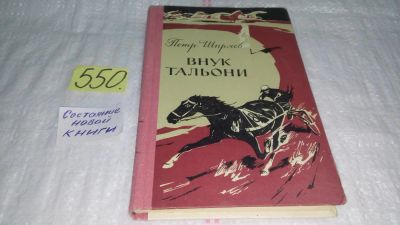 550.
Состояние
новой
книги
Петр Ширяев
ВНУК
ТАЛЬОНИ